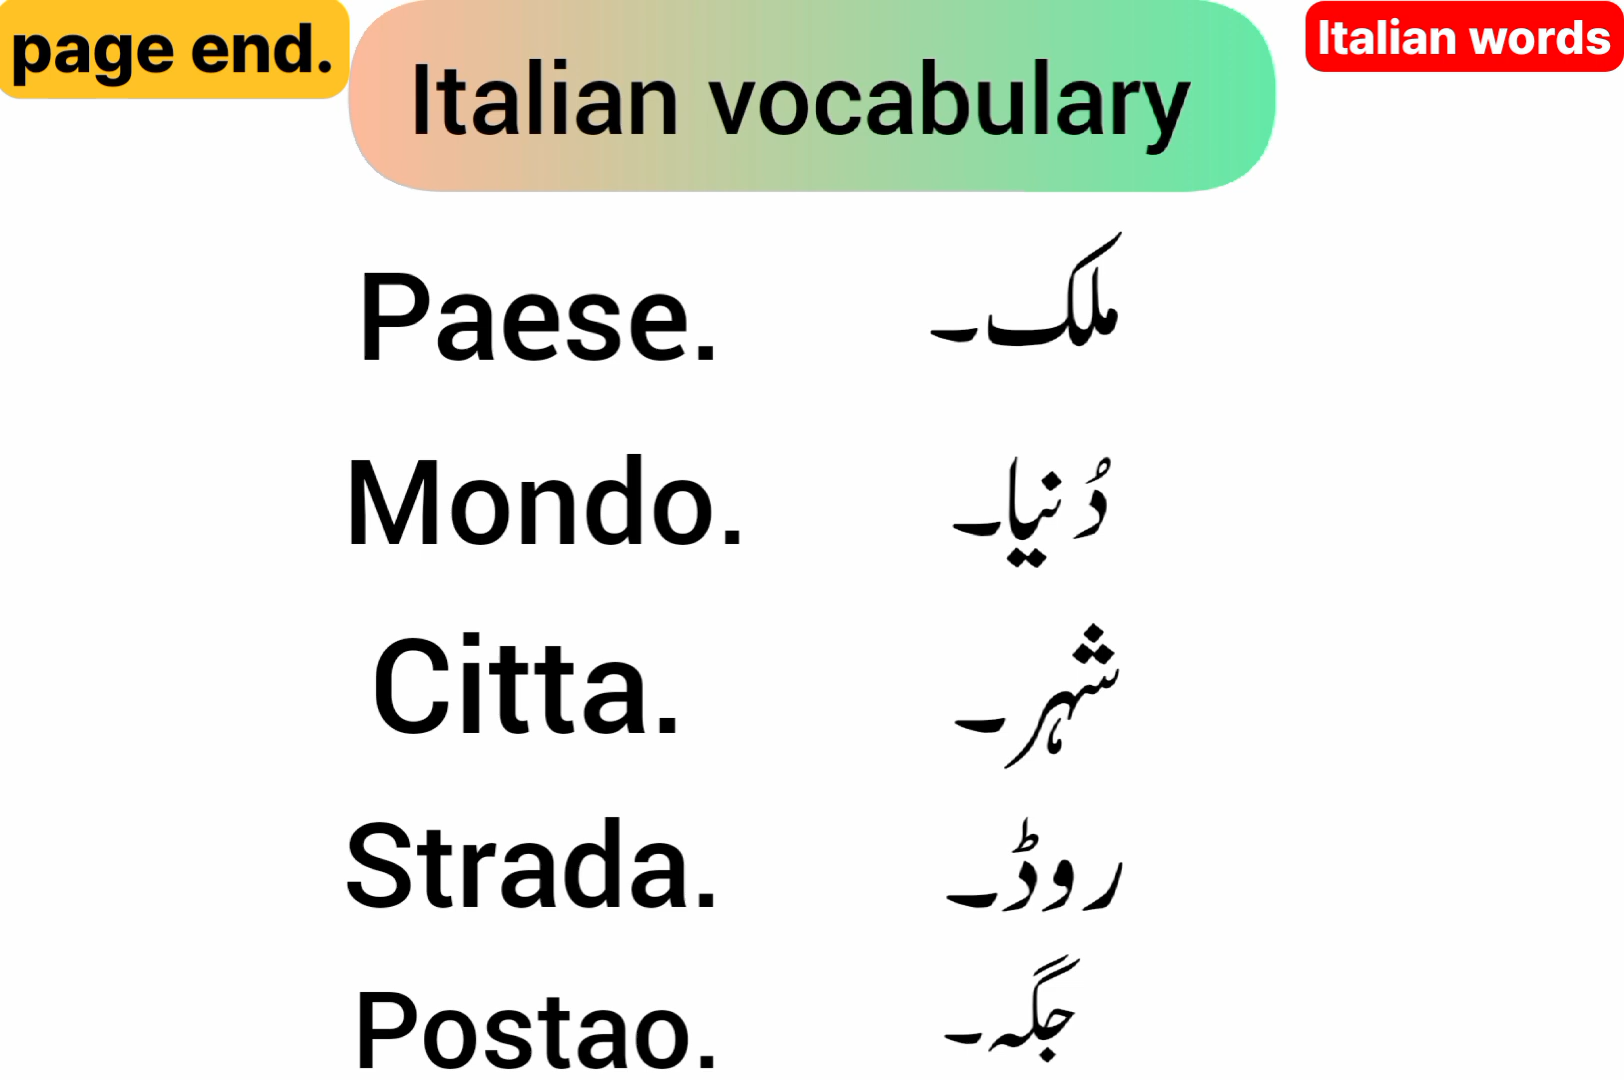 page end.
Italian vocabulary
Italian words
Paese. ملک۔
Mondo. دُنیا۔
Citta. شہر۔
Strada. روڈ۔
Postao. جگہ۔